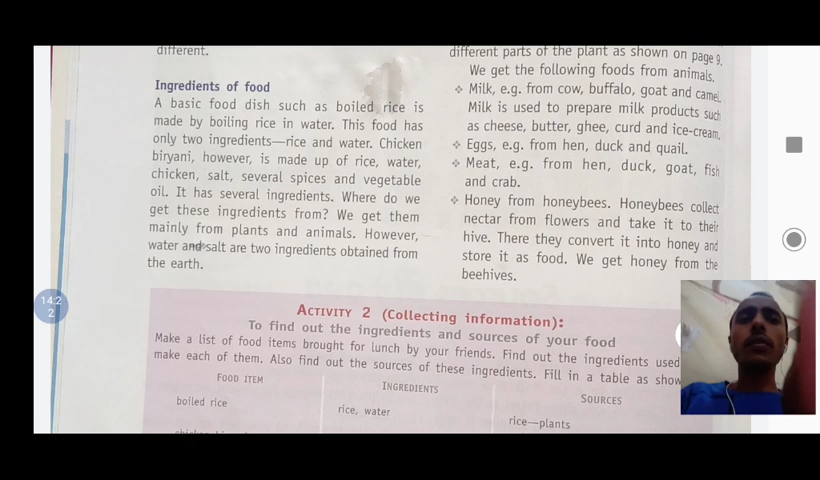 different.
Ingredients of food
A basic food dish such as boiled rice is
made by boiling rice in water. This food has
only two ingredients—rice and water. Chicken
biryani, however, is made up of rice, water,
chicken, salt, several spices and vegetable
oil. It has several ingredients. Where do we
get these ingredients from? We get them
mainly from plants and animals. However,
water and salt are two ingredients obtained from
the earth.
different parts of the plant as shown on page 9.
We get the following foods from animals.
❖ Milk, e.g. from cow, buffalo, goat and camel.
Milk is used to prepare milk products such
as cheese, butter, ghee, curd and ice-cream.
❖ Eggs, e.g. from hen, duck and quail.
❖ Meat, e.g. from hen, duck, goat, fish
and crab.
❖ Honey from honeybees. Honeybees collect
nectar from flowers and take it to their
hive. There they convert it into honey and
store it as food. We get honey from the
beehives.
ACTIVITY 2 (Collecting information):
To find out the ingredients and sources of your food
Make a list of food items brought for lunch by your friends. Find out the ingredients used
make each of them. Also find out the sources of these ingredients. Fill in a table as
FOOD ITEM INGREDIENTS SOURCES
boiled rice rice, water rice—plants
14:2
2